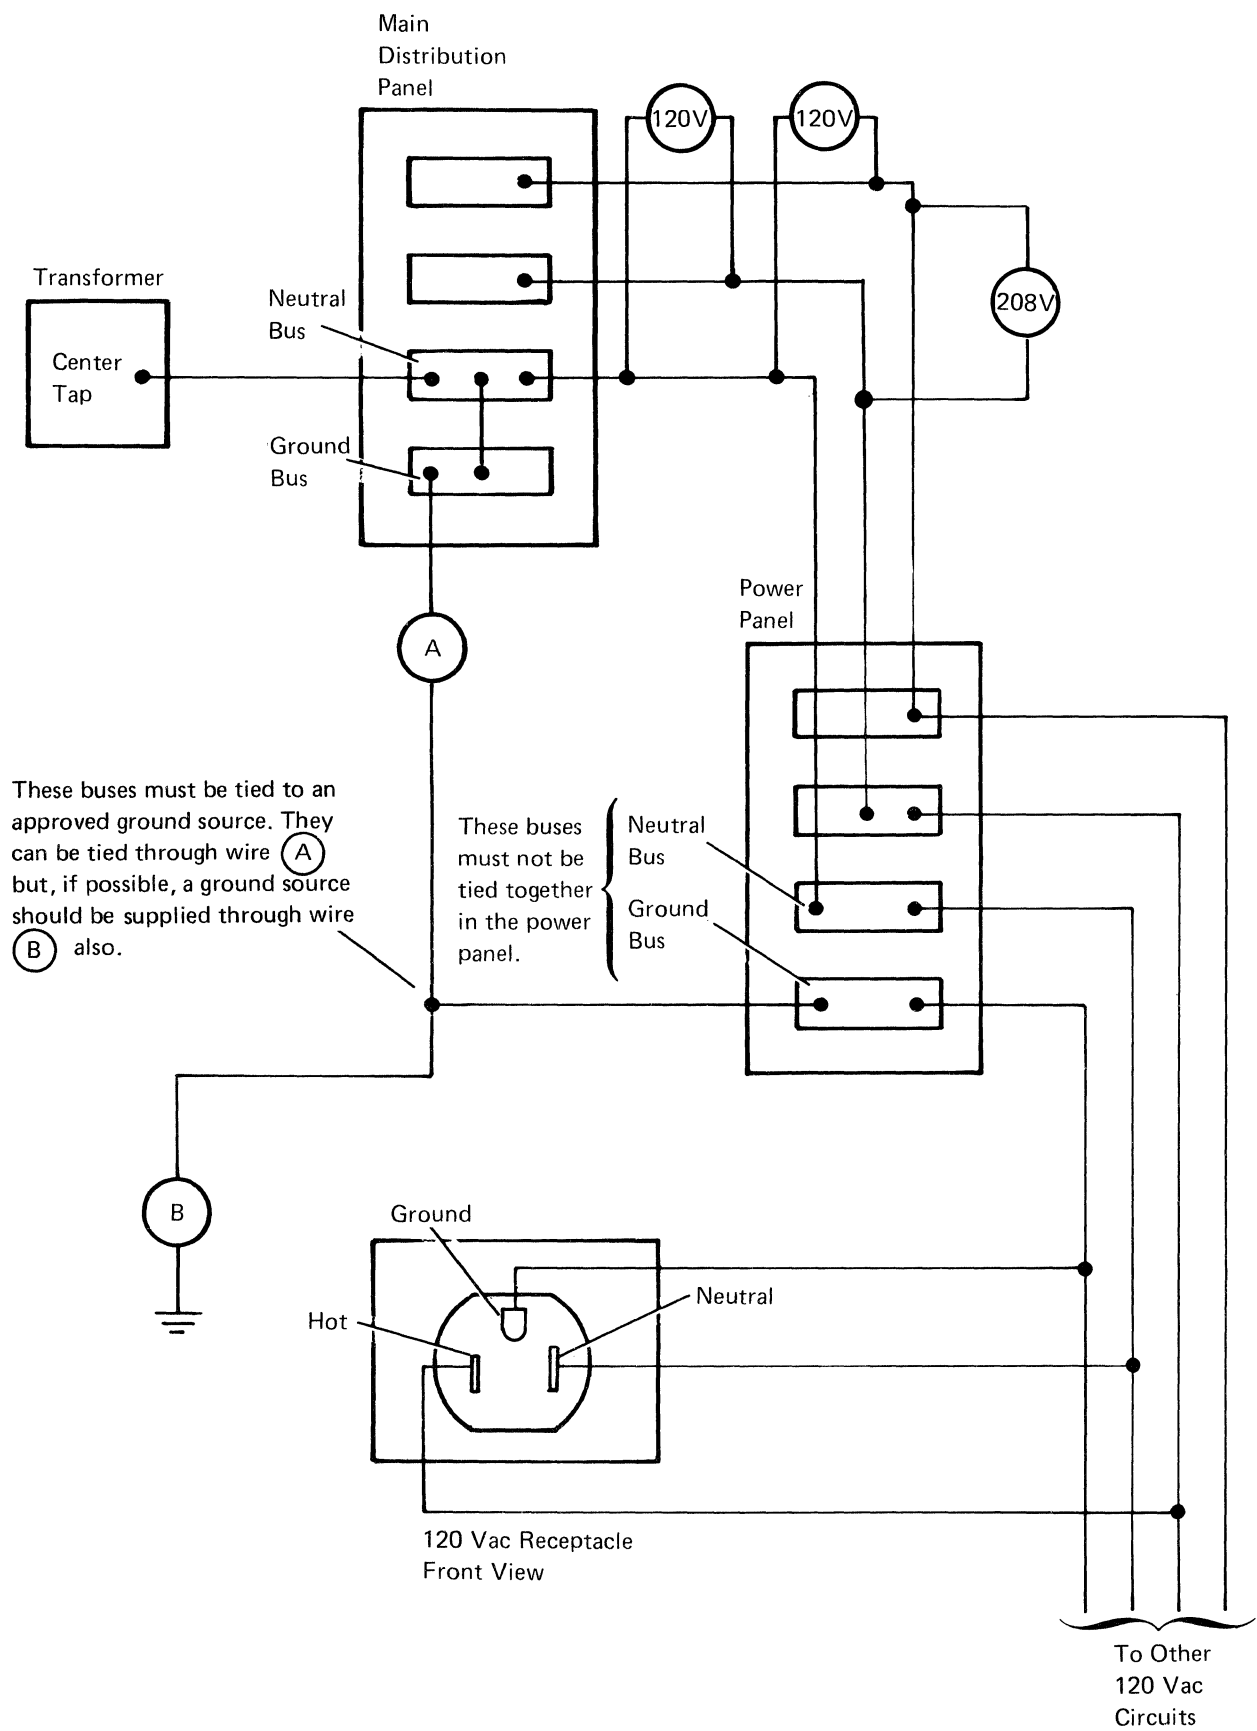 Main
Distribution
Panel
120V
120V
Transformer
Center
Tap
Neutral
Bus
208V
Ground
Bus
A
Power
Panel
These buses must be tied to an
approved ground source. They
can be tied through wire A
but, if possible, a ground source
should be supplied through wire
B also.
These buses
must not be
tied together
in the power
panel.
Neutral
Bus
Ground
Bus
B
Ground
Hot
Neutral
120 Vac Receptacle
Front View
To Other
120 Vac
Circuits